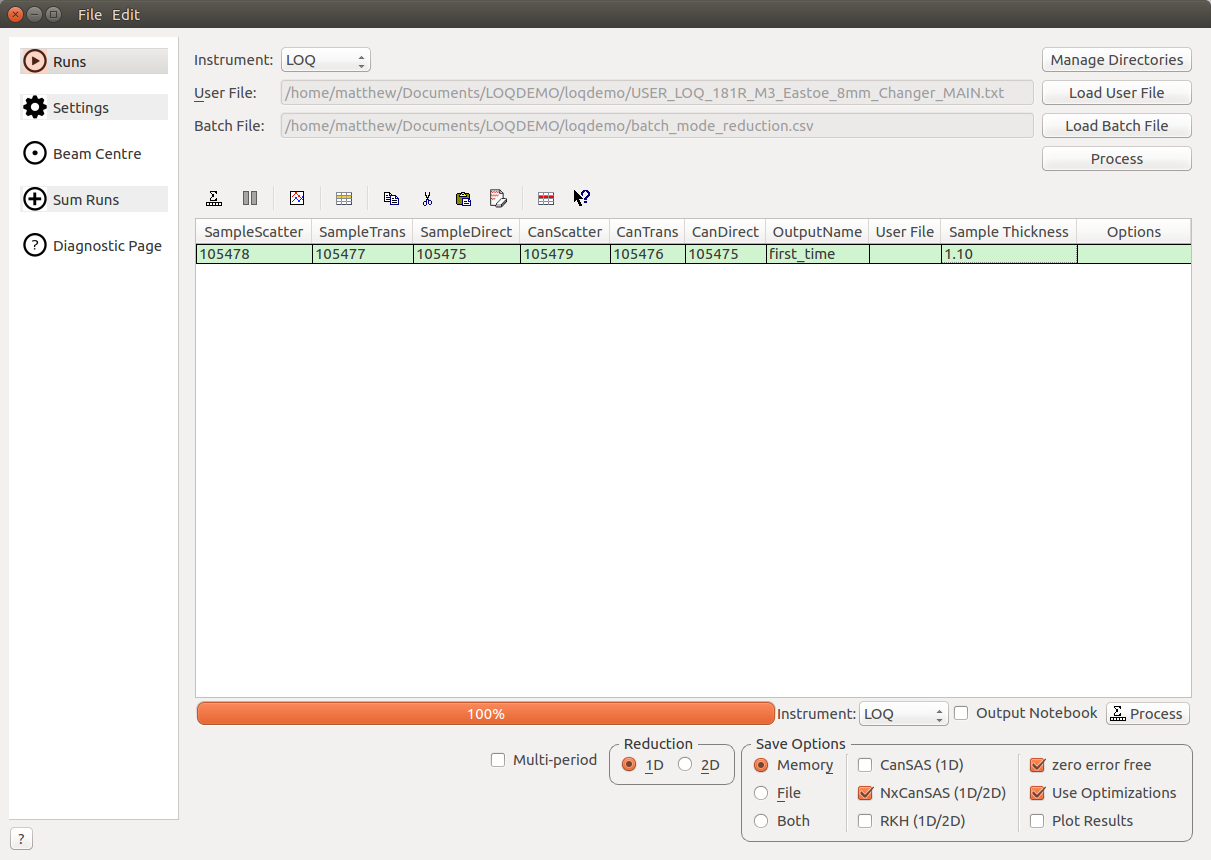 File Edit
Runs
Settings
Beam Centre
Sum Runs
? Diagnostic Page
Instrument: LOQ Manage Directories
User File: /home/matthew/Documents/LOQDEMO/loqdemo/USER_LOQ_181R_M3_Eastoe_8mm_Changer_MAIN.txt Load User File
Batch File: /home/matthew/Documents/LOQDEMO/loqdemo/batch_mode_reduction.csv Load Batch File
Process
SampleScatter SampleTrans SampleDirect CanScatter CanTrans CanDirect OutputName User File Sample Thickness Options
105478 105477 105475 105479 105476 105475 first_time 1.10
100% Instrument: LOQ Output Notebook Σ Process
Multi-period
Reduction
1D 2D
Save Options
Memory CanSAS (1D) zero error free
File NxCanSAS (1D/2D) Use Optimizations
Both RKH (1D/2D) Plot Results
?